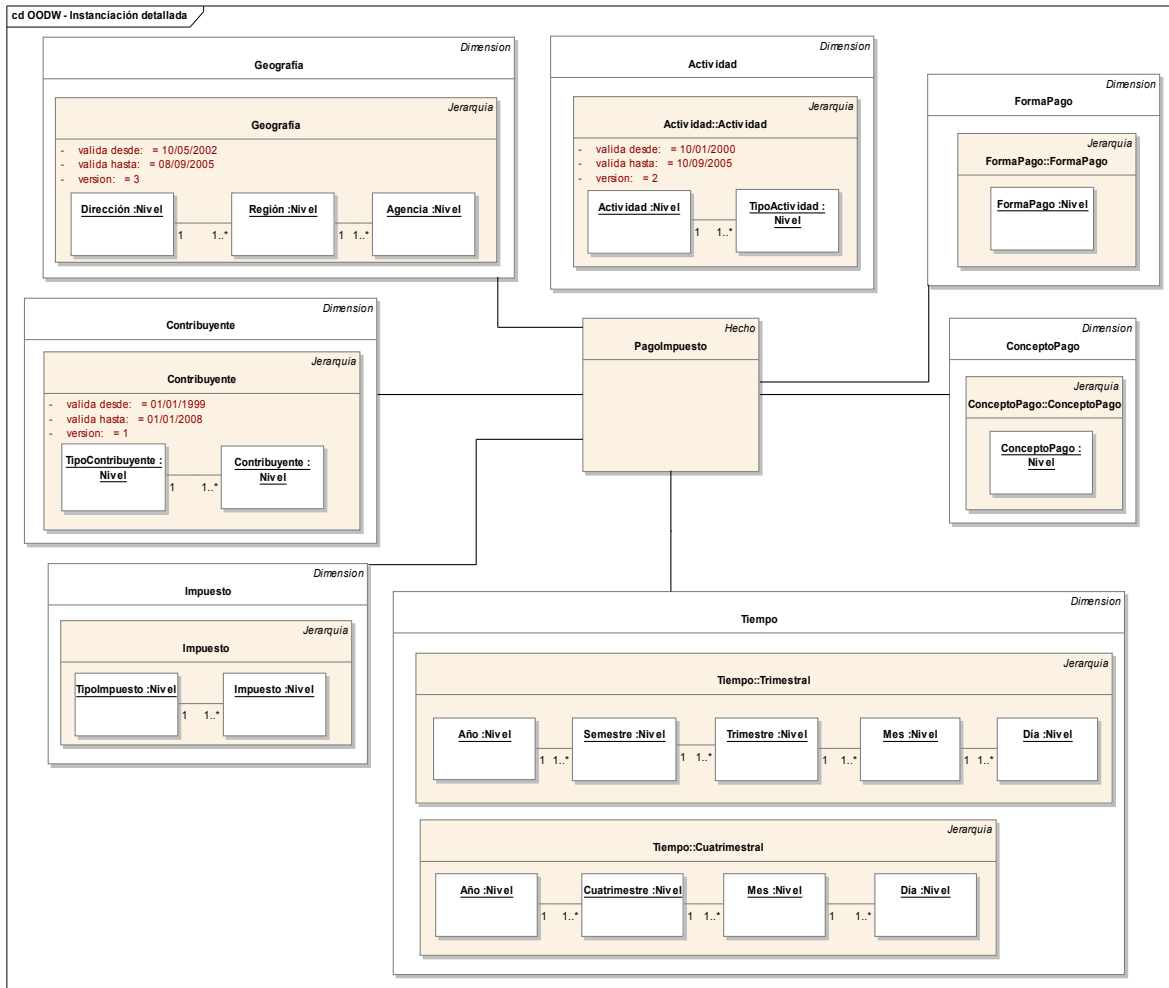 cd OODW - Instanciación detallada
Dimension
Geografía
Jerarquia
Geografía
- valida desde: = 10/05/2002
- valida hasta: = 08/09/2005
- version: = 3
Dirección :Nivel
1
1..*
Región :Nivel
1
1..*
Agencia :Nivel
Dimension
Actividad
Jerarquia
Actividad::Actividad
- valida desde: = 10/01/2000
- valida hasta: = 10/09/2005
- version: = 2
Actividad :Nivel
1
1..*
TipoActividad :
Nivel
Dimension
FormaPago
Jerarquia
FormaPago::FormaPago
FormaPago :Nivel
Dimension
Contribuyente
Jerarquia
Contribuyente
- valida desde: = 01/01/1999
- valida hasta: = 01/01/2008
- version: = 1
TipoContribuyente :
Nivel
1
1..*
Contribuyente :
Nivel
Hecho
PagoImpuesto
Dimension
ConceptoPago
Jerarquia
ConceptoPago::ConceptoPago
ConceptoPago :
Nivel
Dimension
Impuesto
Jerarquia
Impuesto
TipoImpuesto :Nivel
1
1..*
Impuesto :Nivel
Dimension
Tiempo
Jerarquia
Tiempo::Trimestral
Año :Nivel
1
1..*
Semestre :Nivel
1
1..*
Trimestre :Nivel
1
1..*
Mes :Nivel
1
1..*
Día :Nivel
Jerarquia
Tiempo::Cuatrimestral
Año :Nivel
1
1..*
Cuatrimestre :Nivel
1
1..*
Mes :Nivel
1
1..*
Día :Nivel